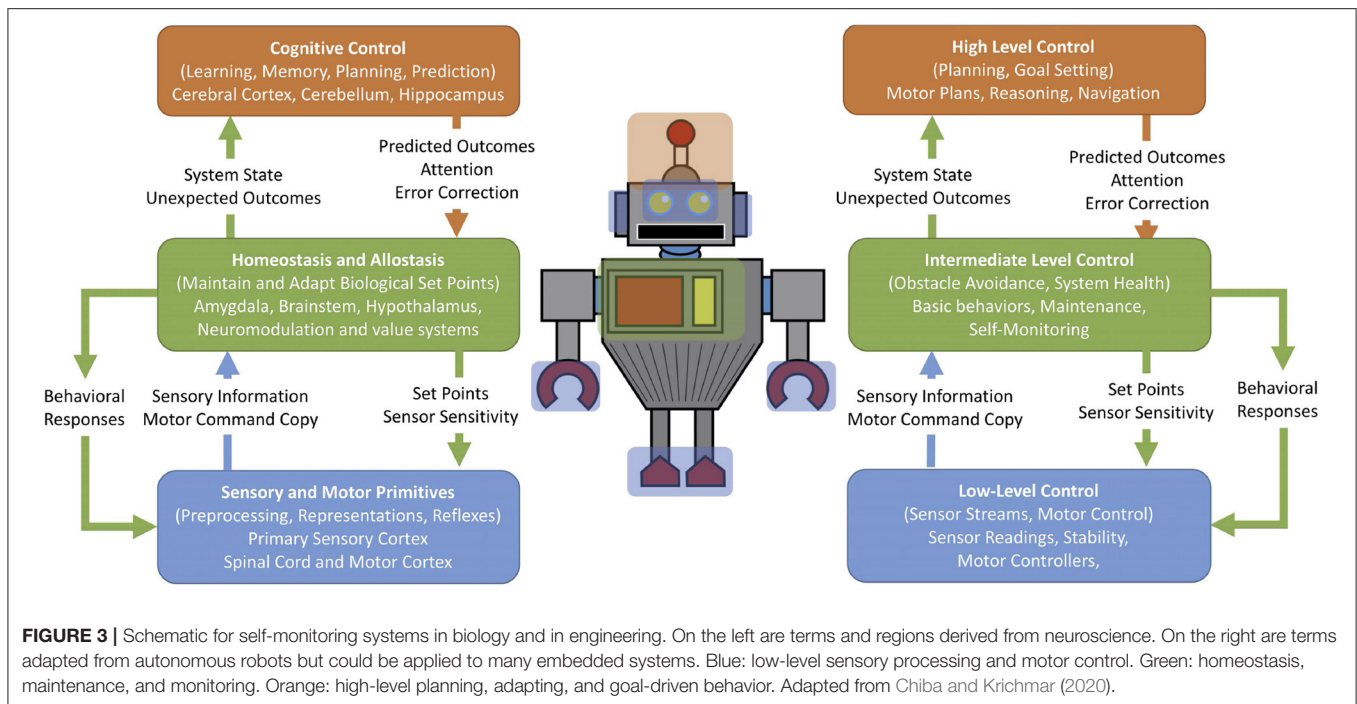 Cognitive Control
(Learning, Memory, Planning, Prediction)
Cerebral Cortex, Cerebellum, Hippocampus
System State
Unexpected Outcomes
Predicted Outcomes
Attention
Error Correction
Homeostasis and Allostasis
(Maintain and Adapt Biological Set Points)
Amygdala, Brainstem, Hypothalamus,
Neuromodulation and value systems
Behavioral
Responses
Sensory Information
Motor Command Copy
Set Points
Sensor Sensitivity
Sensory and Motor Primitives
(Preprocessing, Representations, Reflexes)
Primary Sensory Cortex
Spinal Cord and Motor Cortex
High Level Control
(Planning, Goal Setting)
Motor Plans, Reasoning, Navigation
System State
Unexpected Outcomes
Predicted Outcomes
Attention
Error Correction
Intermediate Level Control
(Obstacle Avoidance, System Health)
Basic behaviors, Maintenance,
Self-Monitoring
Sensory Information
Motor Command Copy
Set Points
Sensor Sensitivity
Behavioral
Responses
Low-Level Control
(Sensor Streams, Motor Control)
Sensor Readings, Stability,
Motor Controllers,
FIGURE 3 | Schematic for self-monitoring systems in biology and in engineering. On the left are terms and regions derived from neuroscience. On the right are terms
adapted from autonomous robots but could be applied to many embedded systems. Blue: low-level sensory processing and motor control. Green: homeostasis,
maintenance, and monitoring. Orange: high-level planning, adapting, and goal-driven behavior. Adapted from Chiba and Krichmar (2020).